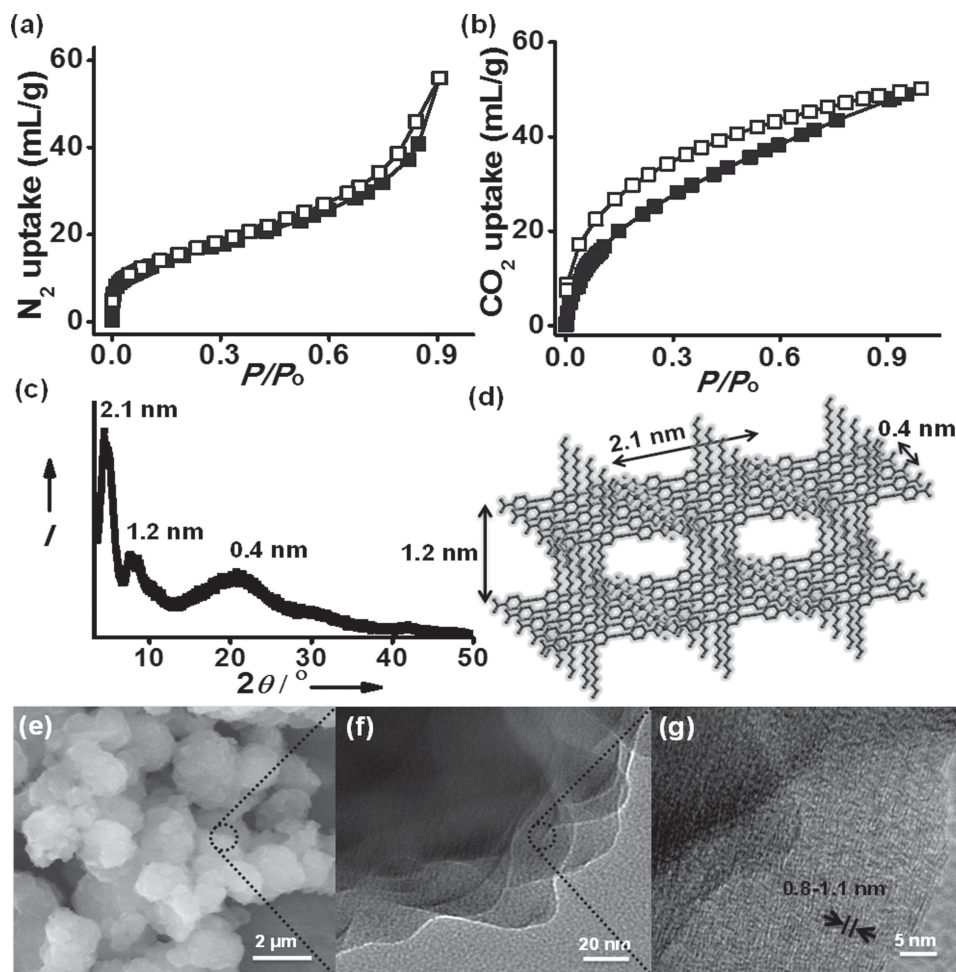 (a)
N2 uptake (mL/g)
60
40
20
0
0.0 0.3 0.6 0.9
P/Po
(b)
CO2 uptake (mL/g)
60
40
20
0
0.0 0.3 0.6 0.9
P/Po
(c)
2.1 nm
1.2 nm
0.4 nm
I
10 20 30 40 50
2θ / °
(d)
2.1 nm
0.4 nm
1.2 nm
(e)
2 µm
(f)
20 nm
(g)
0.8-1.1 nm
5 nm